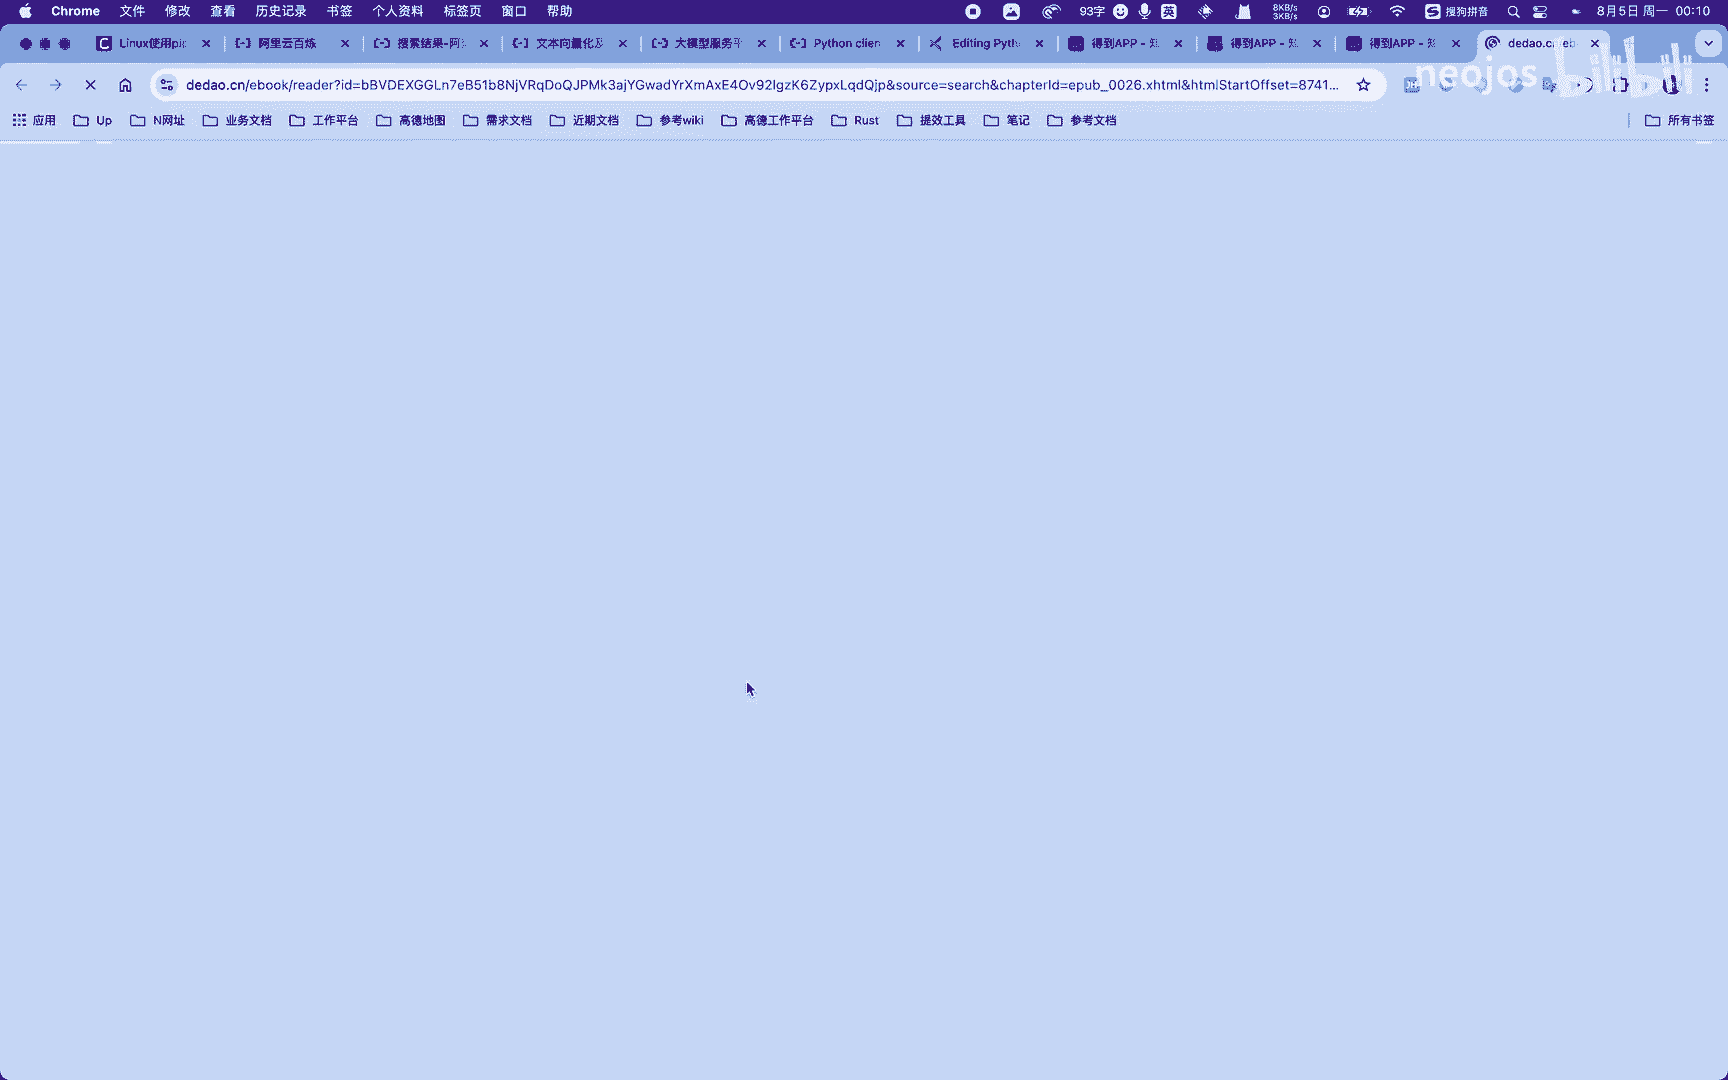 Chrome 文件 修改 查看 历史记录 书签 个人资料 标签页 窗口 帮助 93字 英 8KB/s 3KB/s 搜狗拼音 8月5日 周一 00:10
Linux使用pi 阿里云百炼 搜索结果-阿 文本向量化及 大模型服务平 Python clien Editing Pyth 得到APP - 得到APP - 得到APP - dedao.cn/eb
neojos bilibili
dedao.cn/ebook/reader?id=bBVDEXGGLn7eB51b8NjVRqDoQJPMk3ajYGwadYrXmAxE4Ov92lgzK6ZypxLqdQjp&source=search&chapterId=epub_0026.xhtml&htmlStartOffset=8741...
应用 Up N网址 业务文档 工作平台 高德地图 需求文档 近期文档 参考wiki 高德工作平台 Rust 提效工具 笔记 参考文档 所有书签